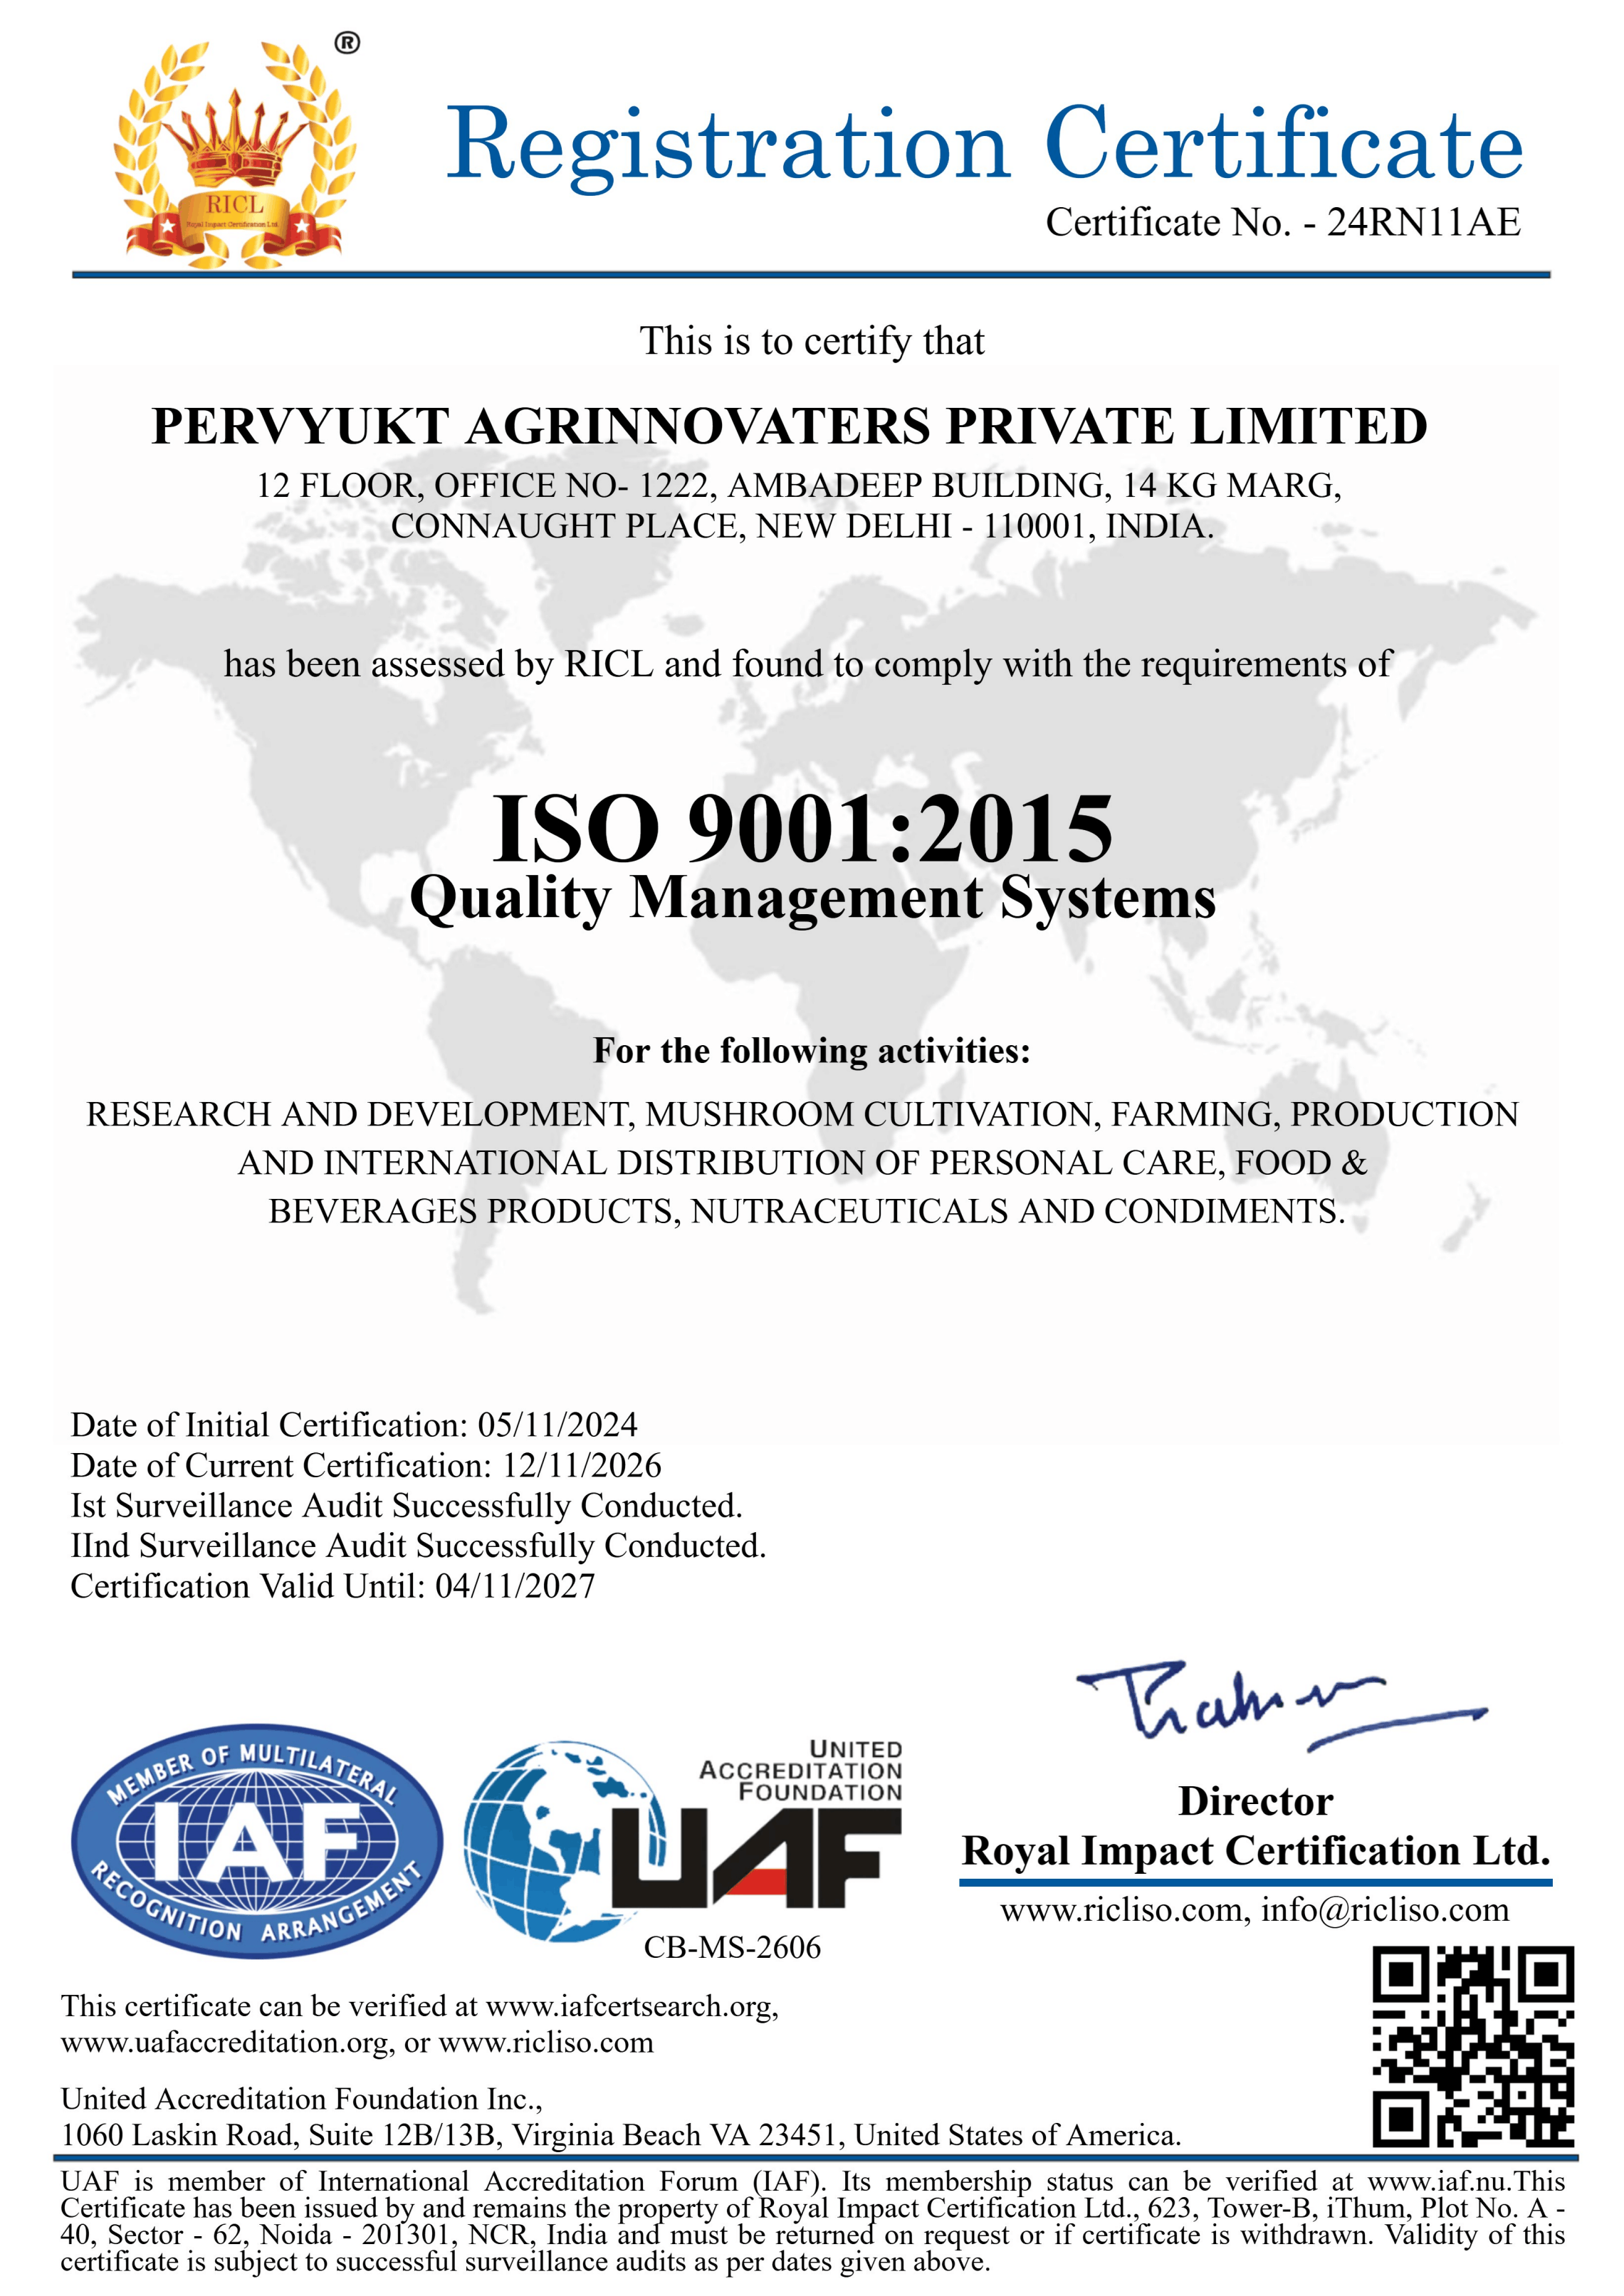 ®
RICL
Royal Impact Certification Ltd
Registration Certificate
Certificate No. - 24RN11AE
This is to certify that
PERVYUKT AGRINNOVATERS PRIVATE LIMITED
12 FLOOR, OFFICE NO- 1222, AMBADEEP BUILDING, 14 KG MARG,
CONNAUGHT PLACE, NEW DELHI - 110001, INDIA.
has been assessed by RICL and found to comply with the requirements of
ISO 9001:2015
Quality Management Systems
For the following activities:
RESEARCH AND DEVELOPMENT, MUSHROOM CULTIVATION, FARMING, PRODUCTION
AND INTERNATIONAL DISTRIBUTION OF PERSONAL CARE, FOOD &
BEVERAGES PRODUCTS, NUTRACEUTICALS AND CONDIMENTS.
Date of Initial Certification: 05/11/2024
Date of Current Certification: 12/11/2026
Ist Surveillance Audit Successfully Conducted.
IInd Surveillance Audit Successfully Conducted.
Certification Valid Until: 04/11/2027
MEMBER OF MULTILATERAL
IAF
RECOGNITION ARRANGEMENT
UNITED
ACCREDITATION
FOUNDATION
UAF
CB-MS-2606
Director
Royal Impact Certification Ltd.
www.ricliso.com, info@ricliso.com
This certificate can be verified at www.iafcertsearch.org,
www.uafaccreditation.org, or www.ricliso.com
United Accreditation Foundation Inc.,
1060 Laskin Road, Suite 12B/13B, Virginia Beach VA 23451, United States of America.
UAF is member of International Accreditation Forum (IAF). Its membership status can be verified at www.iaf.nu.This
Certificate has been issued by and remains the property of Royal Impact Certification Ltd., 623, Tower-B, iThum, Plot No. A -
40, Sector - 62, Noida - 201301, NCR, India and must be returned on request or if certificate is withdrawn. Validity of this
certificate is subject to successful surveillance audits as per dates given above.